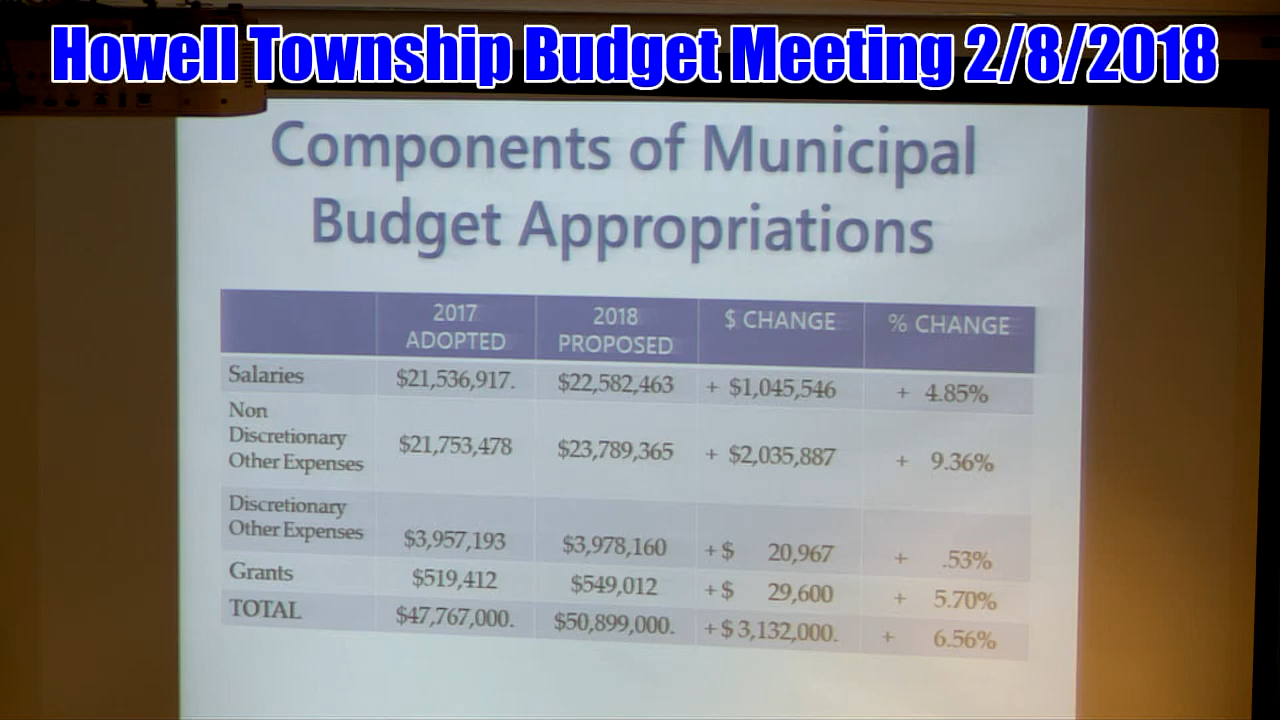 Howell Township Budget Meeting 2/8/2018
Components of Municipal
Budget Appropriations
2017 ADOPTED 2018 PROPOSED $ CHANGE % CHANGE
Salaries $21,536,917. $22,582,463 + $1,045,546 + 4.85%
Non
Discretionary
Other Expenses $21,753,478 $23,789,365 + $2,035,887 + 9.36%
Discretionary
Other Expenses $3,957,193 $3,978,160 + $ 20,967 + .53%
Grants $519,412 $549,012 + $ 29,600 + 5.70%
TOTAL $47,767,000. $50,899,000. + $ 3,132,000. + 6.56%